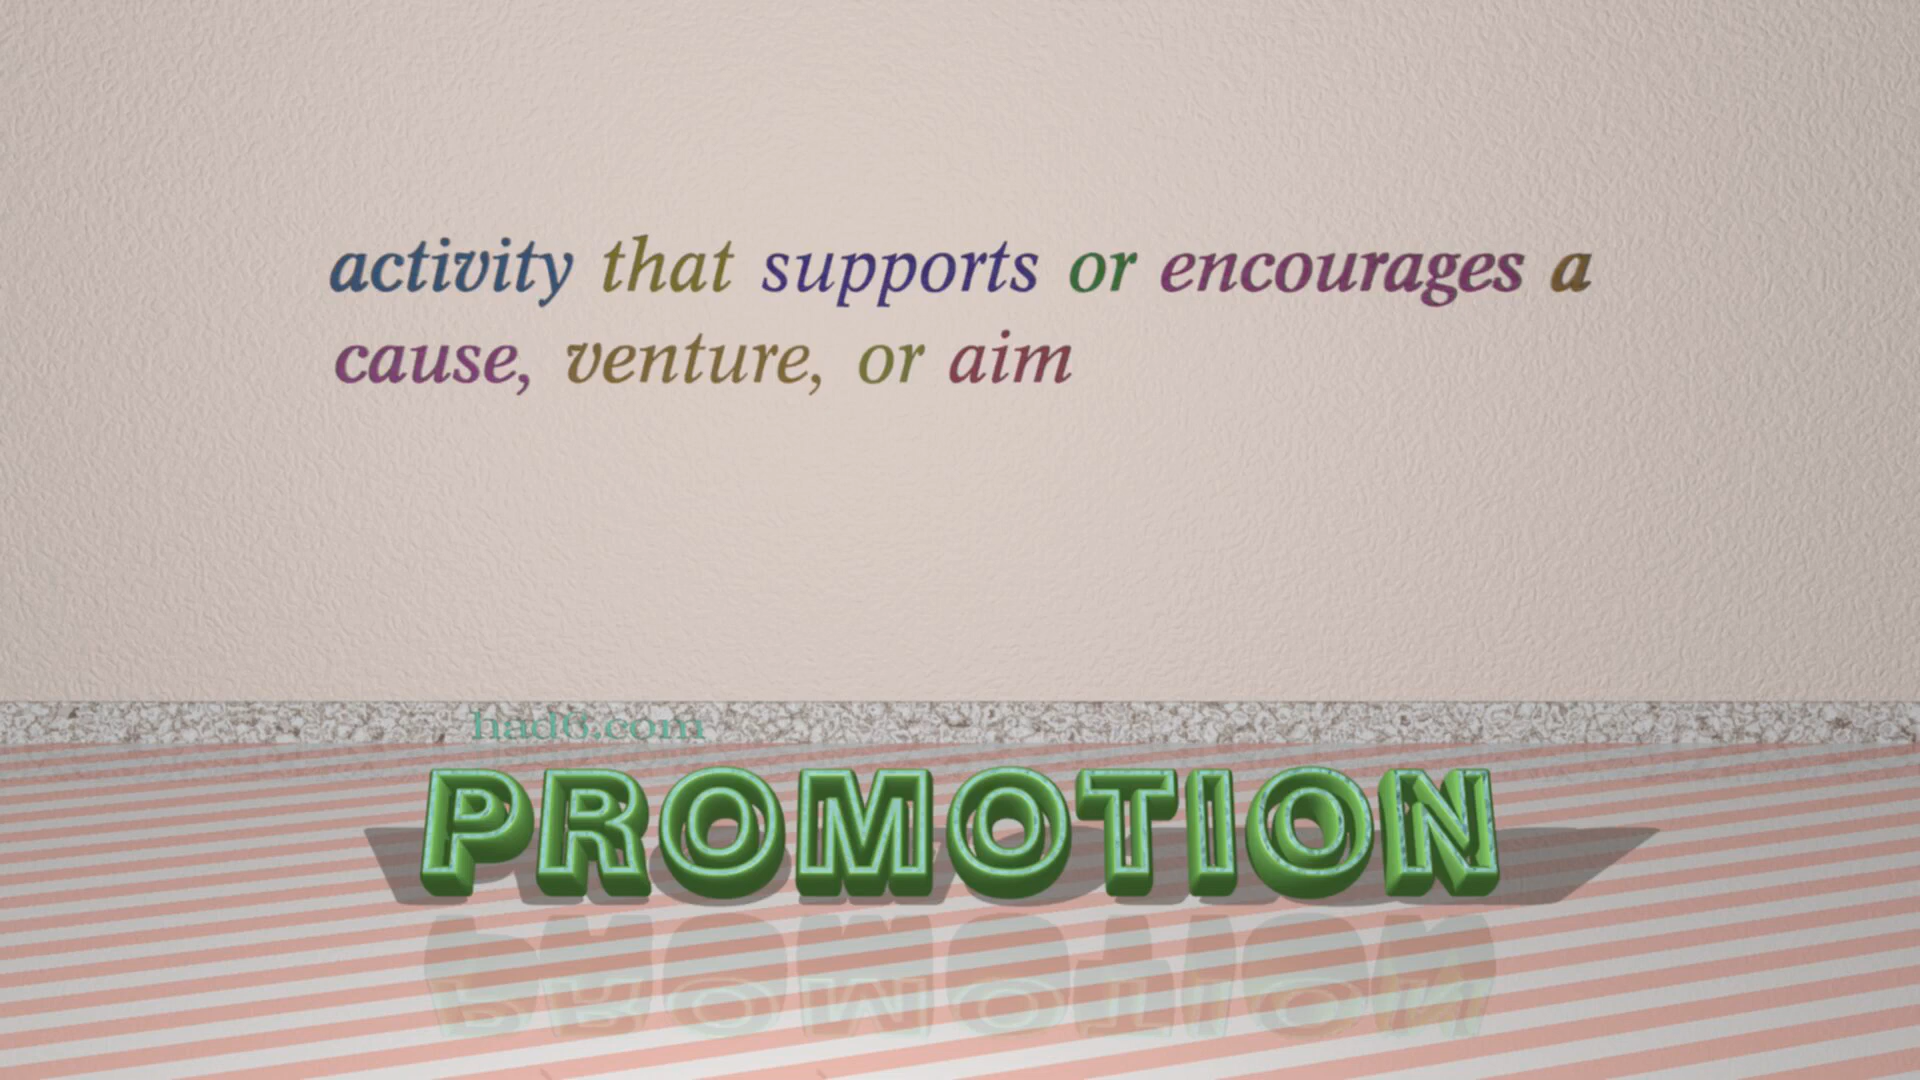 activity that supports or encourages a
cause, venture, or aim
had6.com
PROMOTION